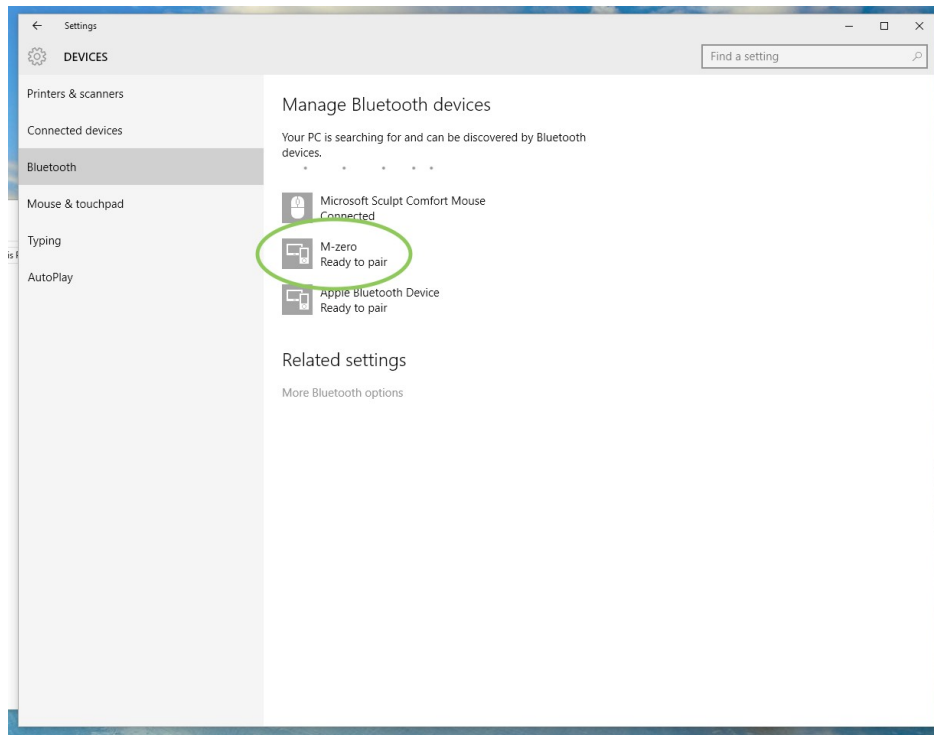 Settings
DEVICES
Find a setting
Printers & scanners
Connected devices
Bluetooth
Mouse & touchpad
Typing
AutoPlay
Manage Bluetooth devices
Your PC is searching for and can be discovered by Bluetooth
devices.
Microsoft Sculpt Comfort Mouse
Connected
M-zero
Ready to pair
Apple Bluetooth Device
Ready to pair
Related settings
More Bluetooth options